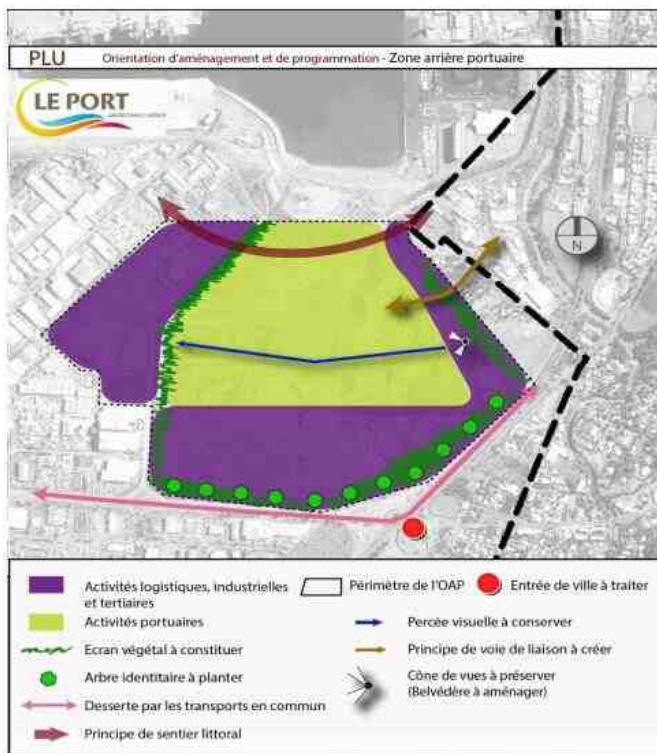 PLU Orientation d'aménagement et de programmation - Zone arrière portuaire
LE PORT
N
Activités logistiques, industrielles
et tertiaires
Périmètre de l'OAP
Entrée de ville à traiter
Activités portuaires
Percée visuelle à conserver
Ecran végétal à constituer
Principe de voie de liaison à créer
Arbre identitaire à planter
Cône de vues à préserver
(Belvédère à aménager)
Desserte par les transports en commun
Principe de sentier littoral